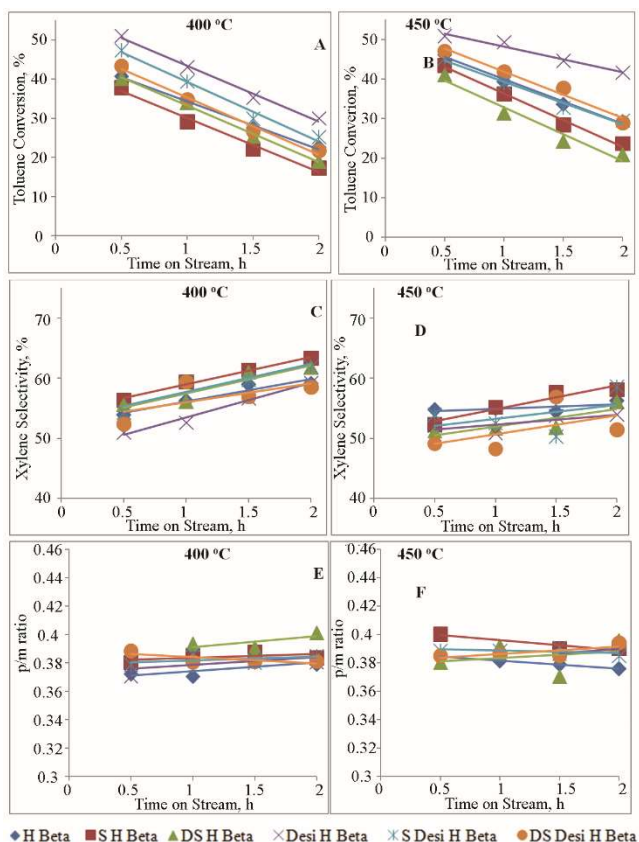 400 °C
A
Toluene Conversion, %
50
40
30
20
10
0
0 0.5 1 1.5 2
Time on Stream, h
450 °C
B
Toluene Conversion, %
50
40
30
20
10
0
0 0.5 1 1.5 2
Time on Stream, h
400 °C
C
Xylene Selectivity, %
70
60
50
40
0 0.5 1 1.5 2
Time on Stream, h
450 °C
D
Xylene Selectivity, %
70
60
50
40
0 0.5 1 1.5 2
Time on Stream, h
400 °C
E
p/m ratio
0.46
0.44
0.42
0.4
0.38
0.36
0.34
0.32
0.3
0 0.5 1 1.5 2
Time on Stream, h
450 °C
F
p/m ratio
0.46
0.44
0.42
0.4
0.38
0.36
0.34
0.32
0.3
0 0.5 1 1.5 2
Time on Stream, h
H Beta S H Beta DS H Beta Desi H Beta S Desi H Beta DS Desi H Beta